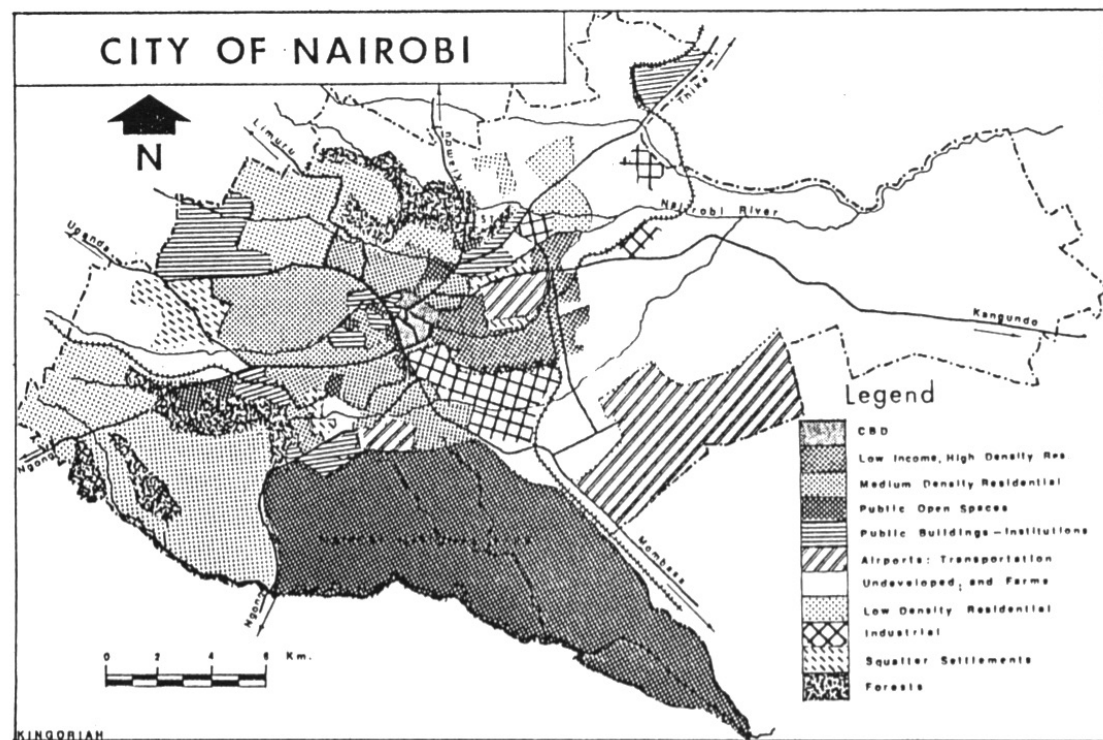 CITY OF NAIROBI
N
Limuru
Thika
Uganda
Nairobi River
Kangundo
Ngong
Ngong
Mombasa
Legend
CBD
Low Income, High Density Res.
Medium Density Residential
Public Open Spaces
Public Buildings — Institutions
Airports: Transportation
Undeveloped; and Farms
Low Density Residential
Industrial
Squatter Settlements
Forests
0 2 4 6 Km.
KINGORIAH